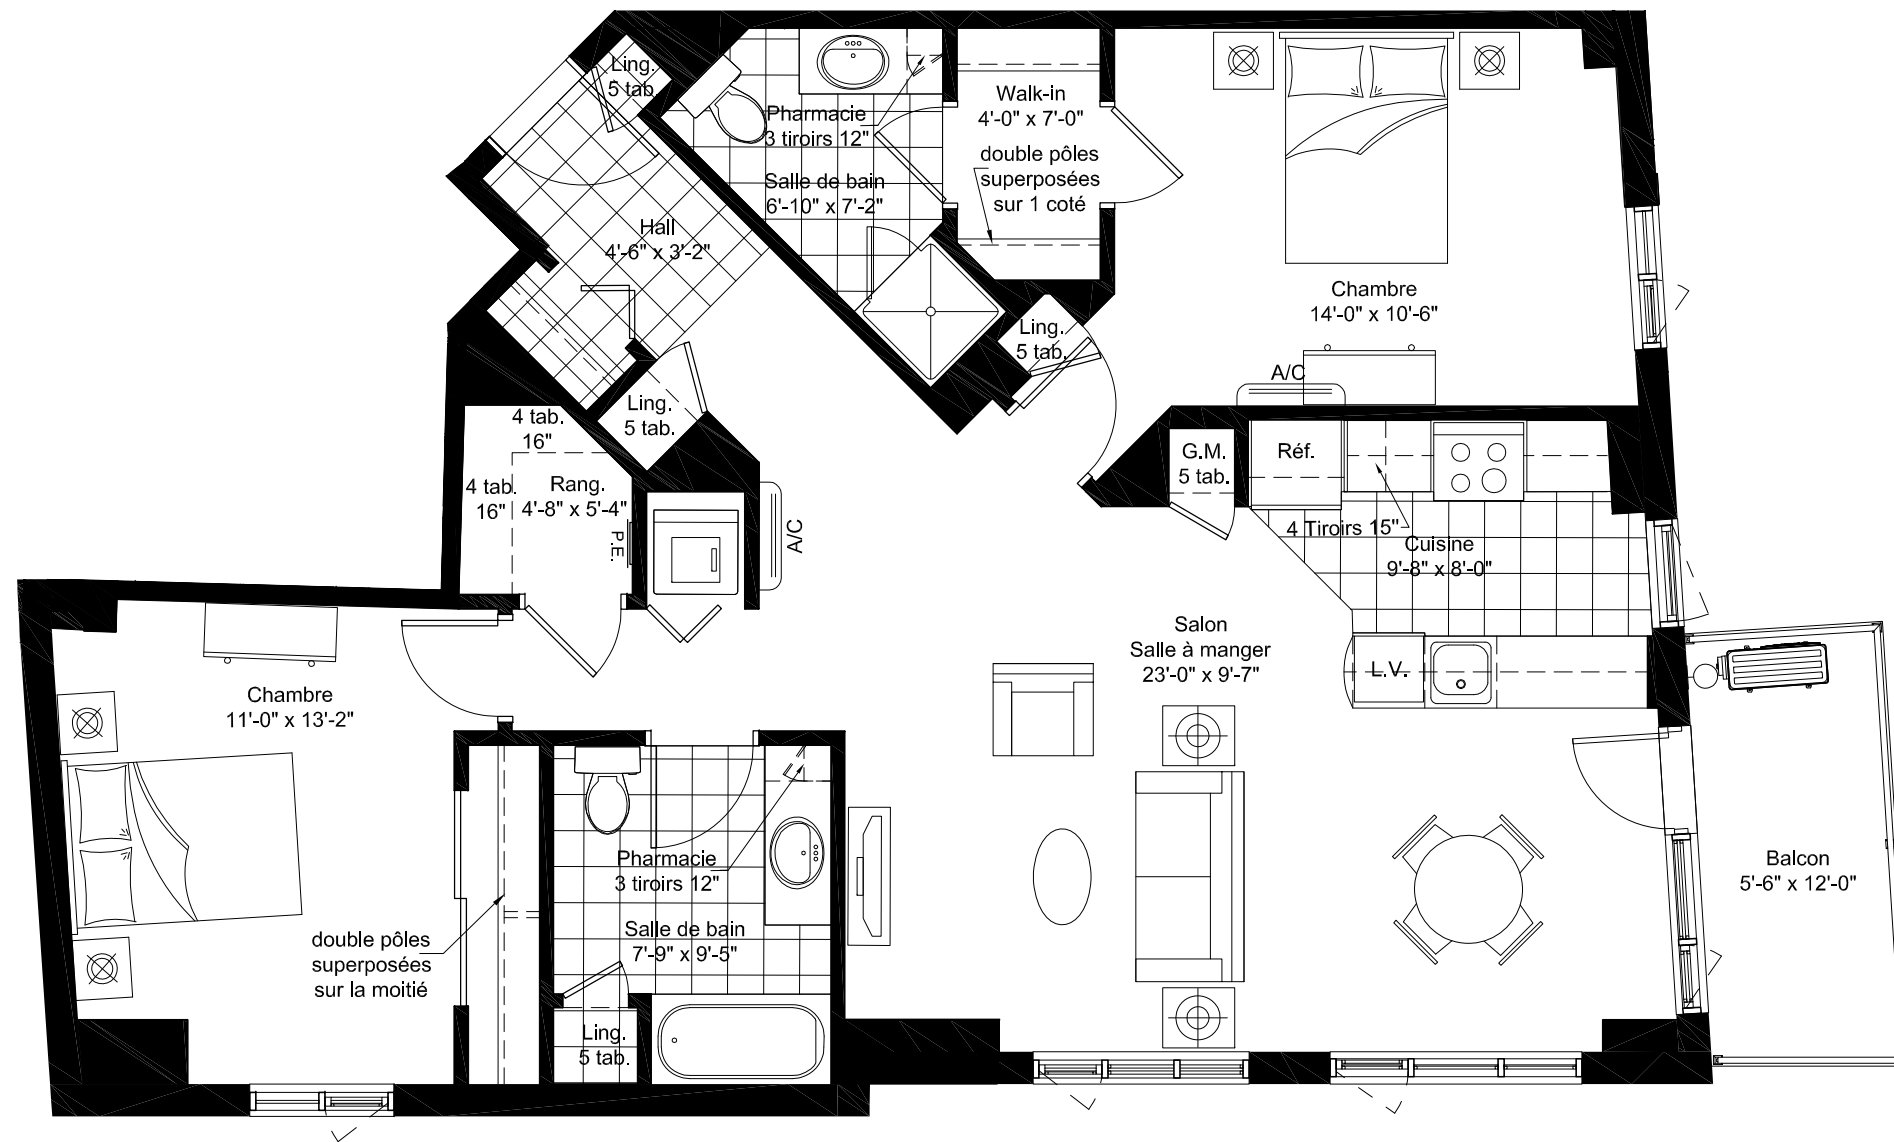 Ling.
5 tab.
Pharmacie
3 tiroirs 12"
Salle de bain
6'-10" x 7'-2"
Walk-in
4'-0" x 7'-0"
double pôles
superposées
sur 1 coté
Hall
4'-6" x 3'-2"
Chambre
14'-0" x 10'-6"
Ling.
5 tab.
A/C
Ling.
5 tab.
4 tab.
16"
4 tab.
16"
Rang.
4'-8" x 5'-4"
P.E.
A/C
G.M.
5 tab.
Réf.
4 Tiroirs 15"
Cuisine
9'-8" x 8'-0"
Salon
Salle à manger
23'-0" x 9'-7"
L.V.
Chambre
11'-0" x 13'-2"
Pharmacie
3 tiroirs 12"
Salle de bain
7'-9" x 9'-5"
double pôles
superposées
sur la moitié
Ling.
5 tab.
Balcon
5'-6" x 12'-0"